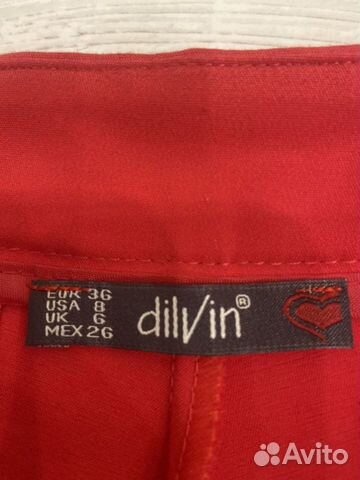 EUR 36
USA 8
UK 6
MEX 26
dilvin®
Avito